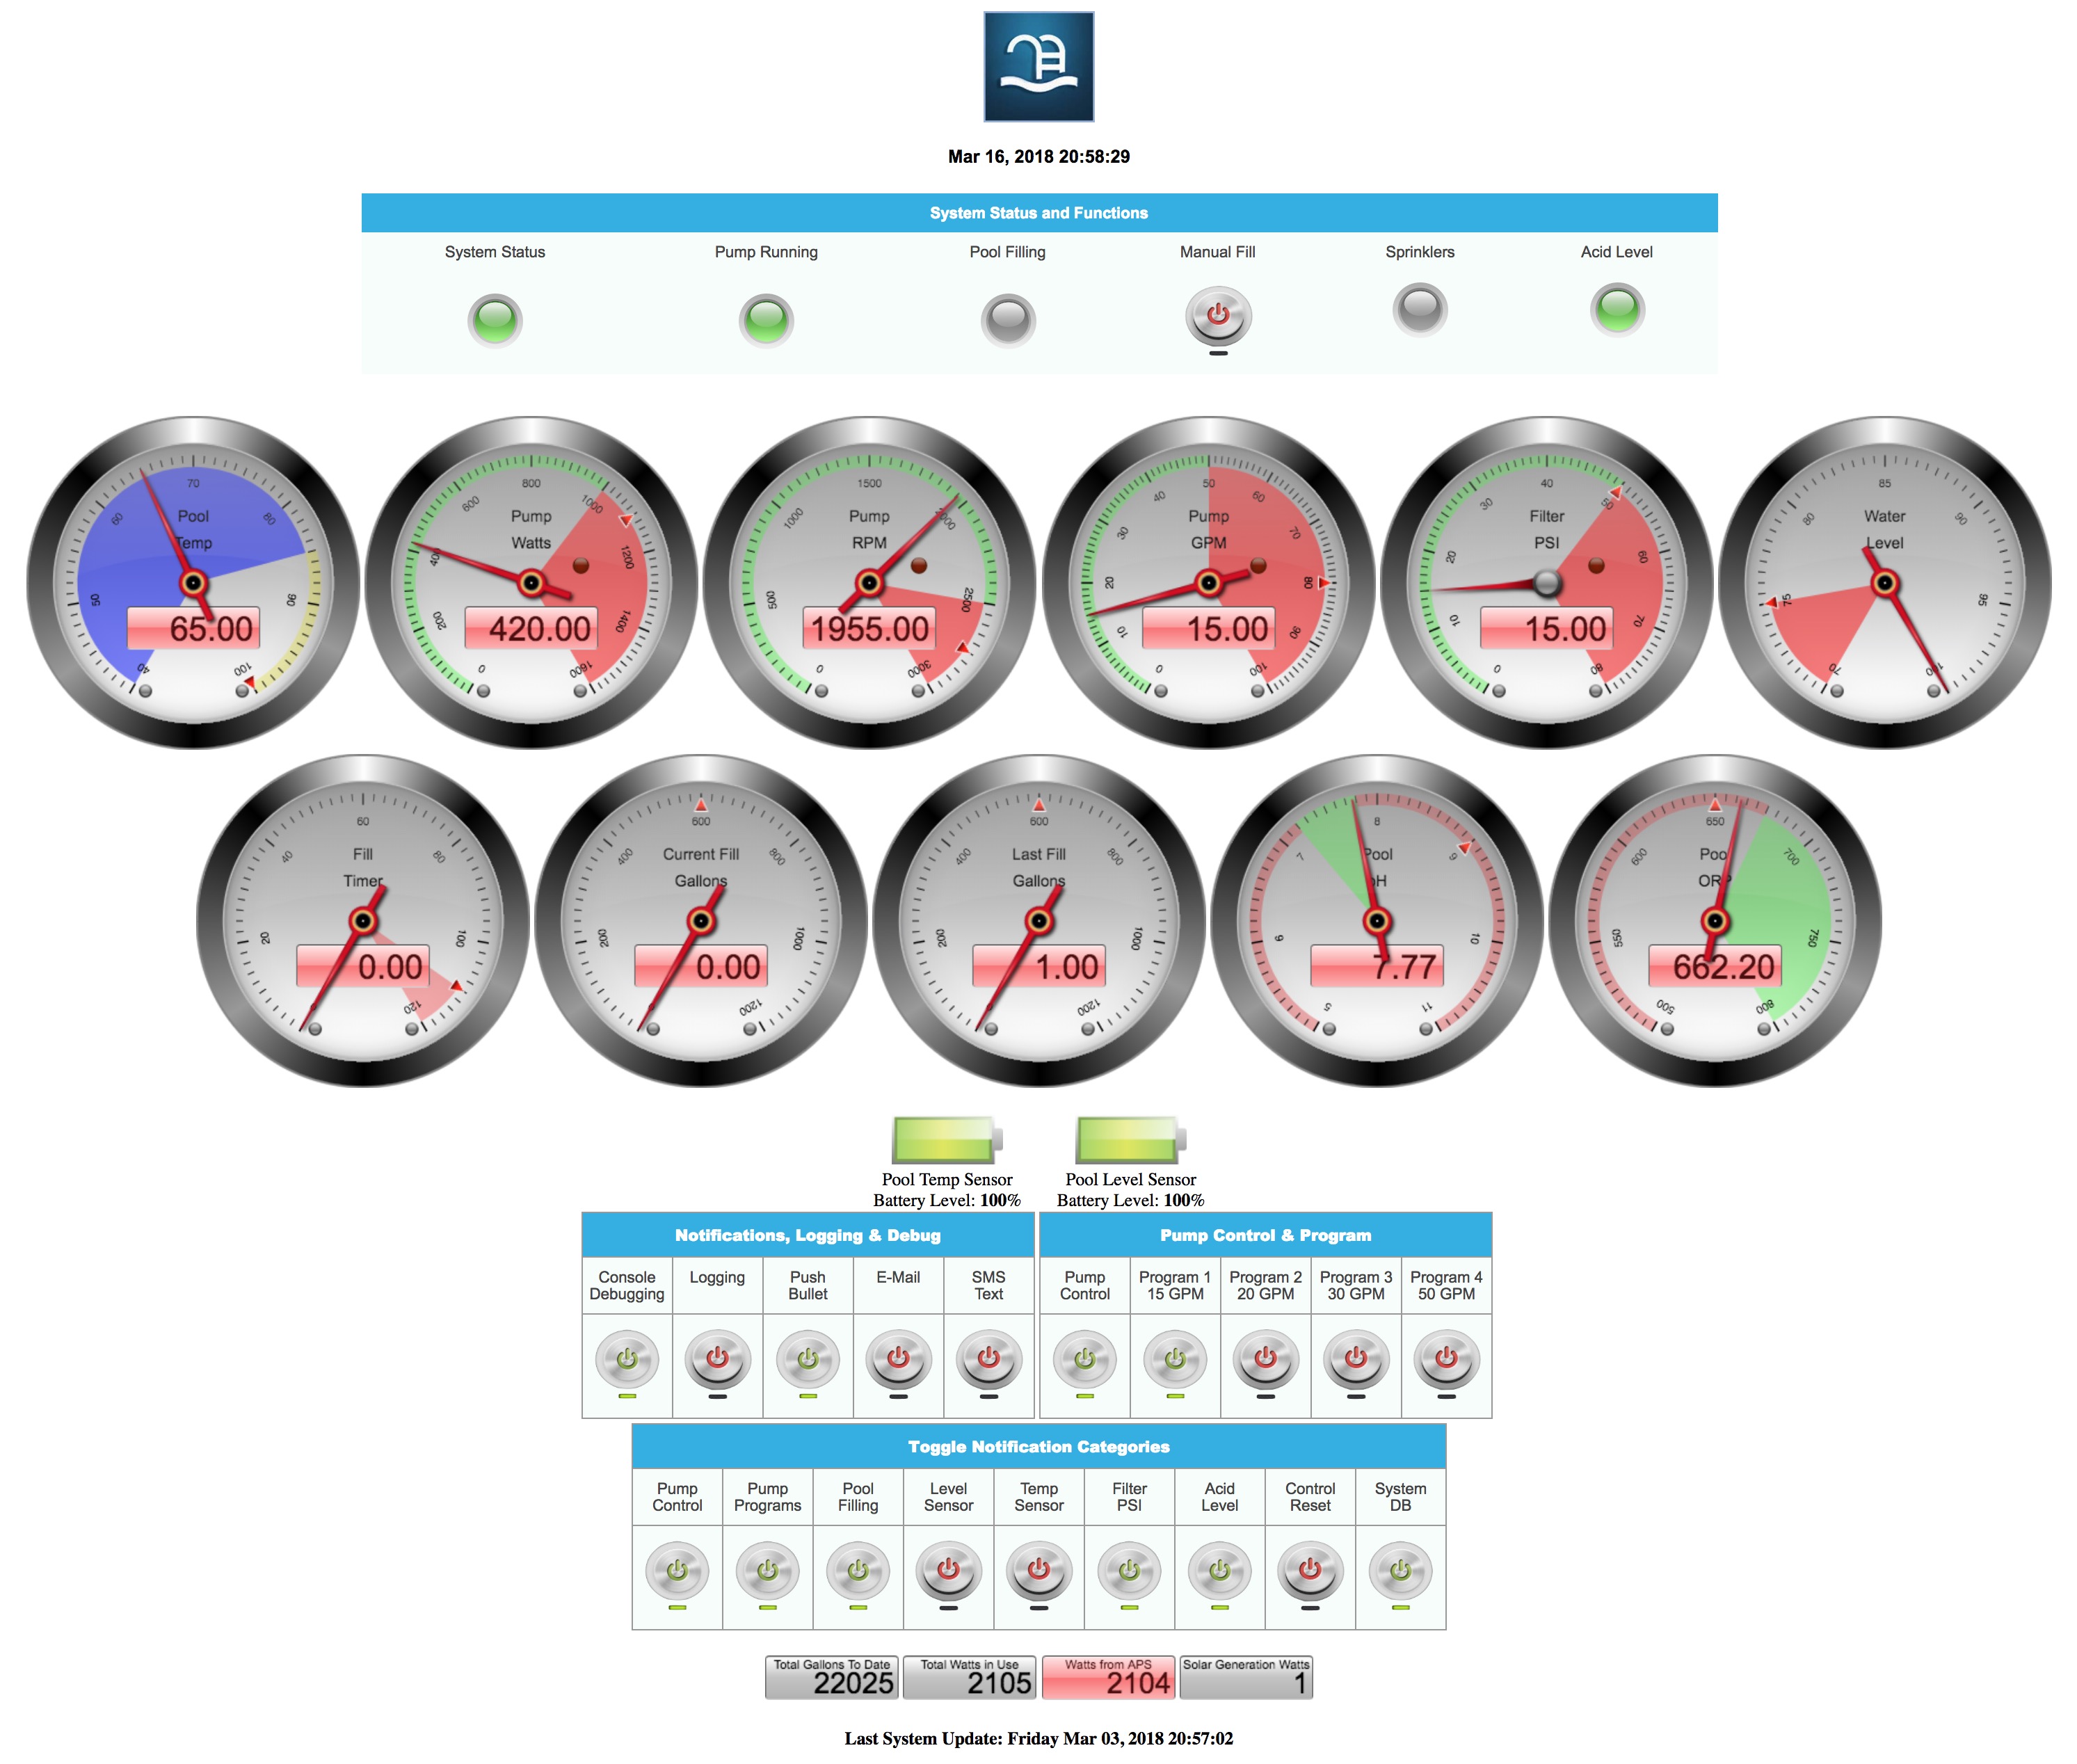 Mar 16, 2018 20:58:29
System Status and Functions
System Status Pump Running Pool Filling Manual Fill Sprinklers Acid Level
Pool
Temp
40 50 60 70 80 90 100
65.00
Pump
Watts
0 200 400 600 800 1000 1200 1400 1600
420.00
Pump
RPM
0 500 1000 1500 2000 2500 3000
1955.00
Pump
GPM
0 10 20 30 40 50 60 70 80 90 100
15.00
Filter
PSI
0 10 20 30 40 50 60 70 80
15.00
Water
Level
70 75 80 85 90 95 100
Fill
Timer
0 20 40 60 80 100 120
0.00
Current Fill
Gallons
0 200 400 600 800 1000 1200
0.00
Last Fill
Gallons
0 200 400 600 800 1000 1200
1.00
Pool
pH
5 6 7 8 9 10 11
7.77
Pool
ORP
500 550 600 650 700 750 800
662.20
Pool Temp Sensor
Battery Level: 100%
Pool Level Sensor
Battery Level: 100%
Notifications, Logging & Debug
Console
Debugging
Logging
Push
Bullet
E-Mail
SMS
Text
Pump Control & Program
Pump
Control
Program 1
15 GPM
Program 2
20 GPM
Program 3
30 GPM
Program 4
50 GPM
Toggle Notification Categories
Pump
Control
Pump
Programs
Pool
Filling
Level
Sensor
Temp
Sensor
Filter
PSI
Acid
Level
Control
Reset
System
DB
Total Gallons To Date
22025
Total Watts in Use
2105
Watts from APS
2104
Solar Generation Watts
1
Last System Update: Friday Mar 03, 2018 20:57:02